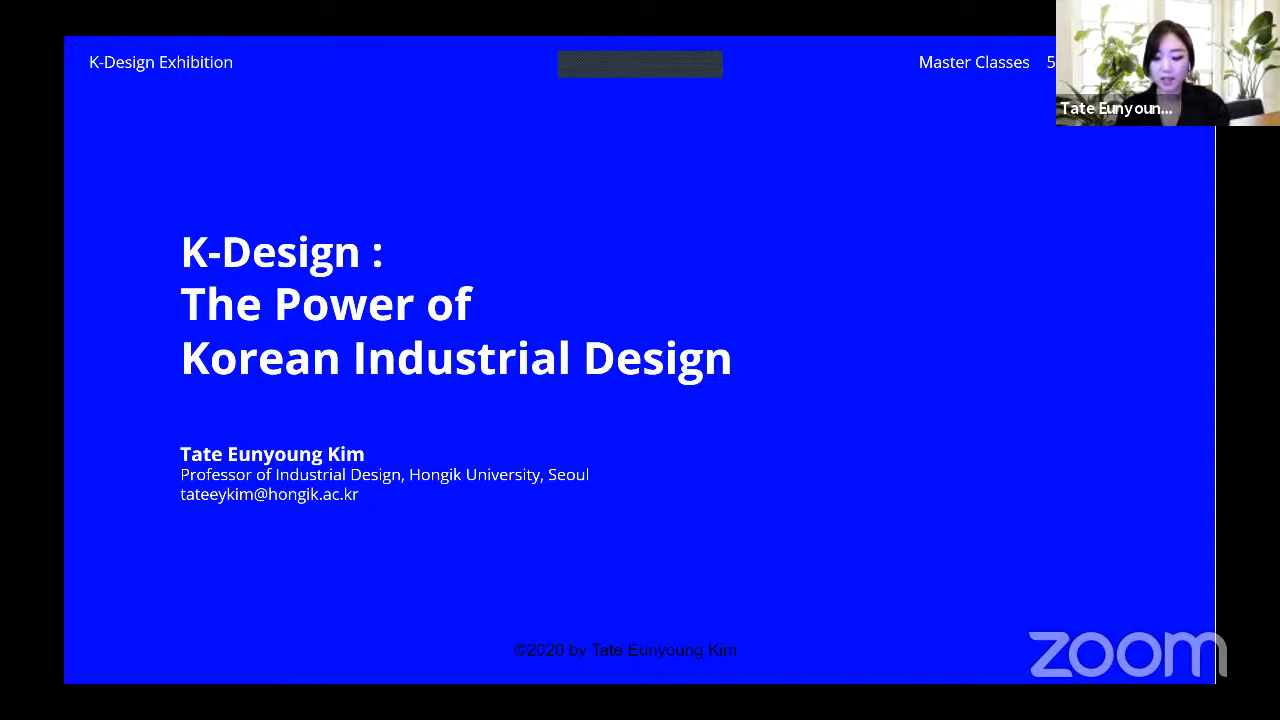 K-Design Exhibition
Master Classes 5
Tate Eunyoun...
K-Design :
The Power of
Korean Industrial Design
Tate Eunyoung Kim
Professor of Industrial Design, Hongik University, Seoul
tateeykim@hongik.ac.kr
©2020 by Tate Eunyoung Kim
zoom